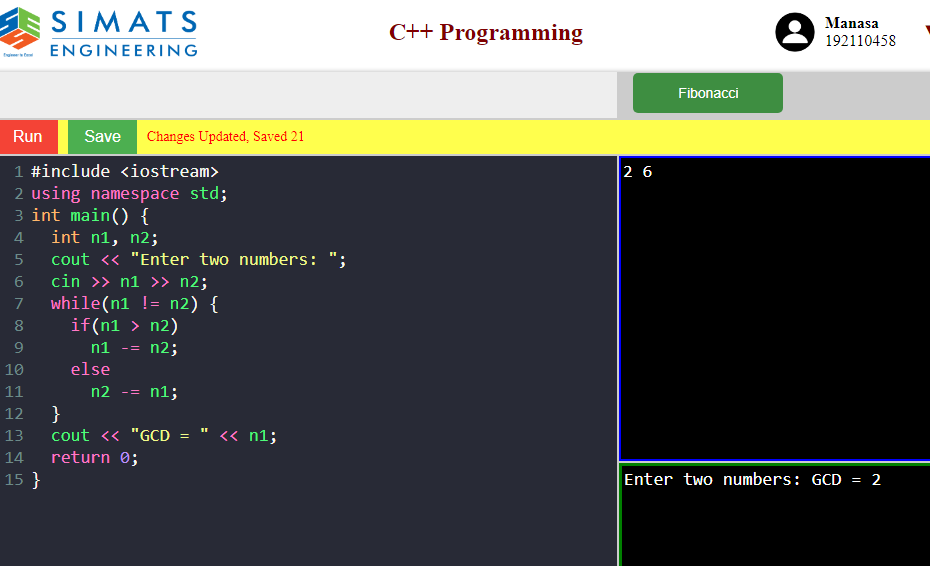 SIMATS
ENGINEERING
Engineer to Excel
C++ Programming
Manasa
192110458
Fibonacci
Run Save Changes Updated, Saved 21
1 #include <iostream>
2 using namespace std;
3 int main() {
4   int n1, n2;
5   cout << "Enter two numbers: ";
6   cin >> n1 >> n2;
7   while(n1 != n2) {
8     if(n1 > n2)
9       n1 -= n2;
10     else
11       n2 -= n1;
12   }
13   cout << "GCD = " << n1;
14   return 0;
15 }
2 6
Enter two numbers: GCD = 2